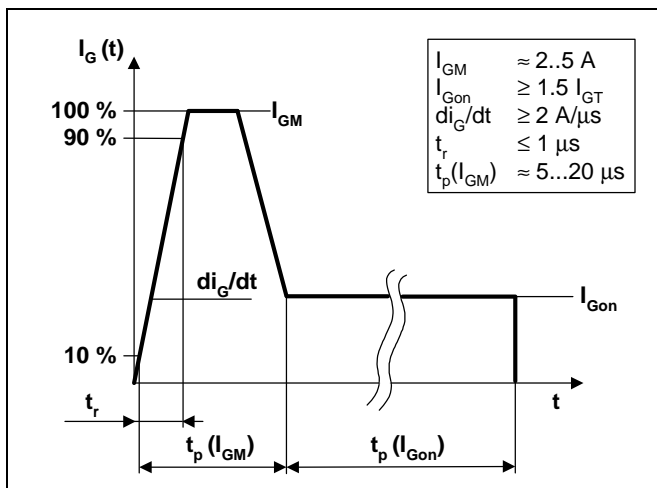 I_G (t)
100 %
90 %
10 %
I_GM
di_G/dt
I_Gon
t
t_r
t_p (I_GM)
t_p (I_Gon)
I_GM ≈ 2..5 A
I_Gon ≥ 1.5 I_GT
di_G/dt ≥ 2 A/µs
t_r ≤ 1 µs
t_p(I_GM) ≈ 5...20 µs